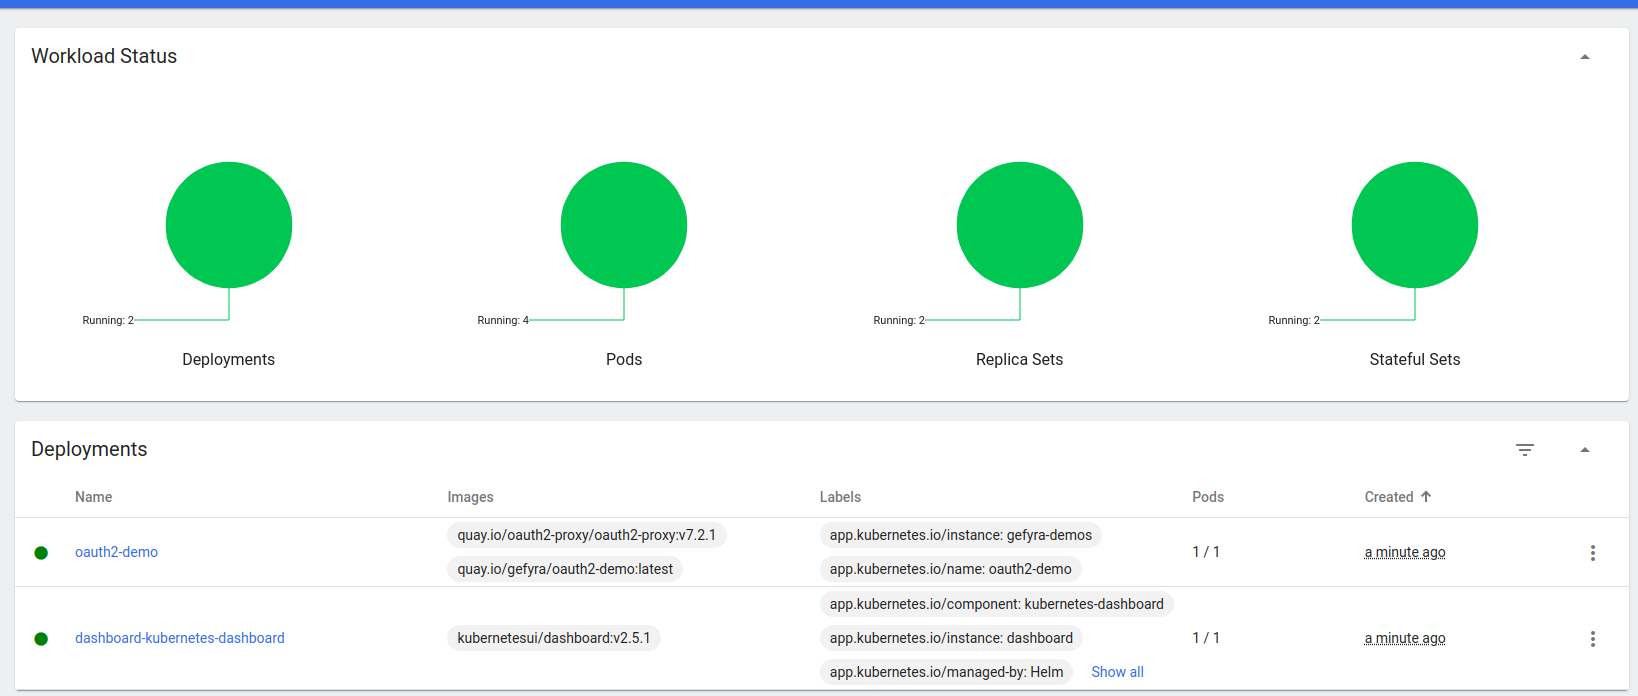 Workload Status
Running: 2
Running: 4
Running: 2
Running: 2
Deployments
Pods
Replica Sets
Stateful Sets
Deployments
Name
Images
Labels
Pods
Created
oauth2-demo
quay.io/oauth2-proxy/oauth2-proxy:v7.2.1
quay.io/gefyra/oauth2-demo:latest
app.kubernetes.io/instance: gefyra-demos
app.kubernetes.io/name: oauth2-demo
1 / 1
a minute ago
dashboard-kubernetes-dashboard
kubernetesui/dashboard:v2.5.1
app.kubernetes.io/component: kubernetes-dashboard
app.kubernetes.io/instance: dashboard
app.kubernetes.io/managed-by: Helm
Show all
1 / 1
a minute ago